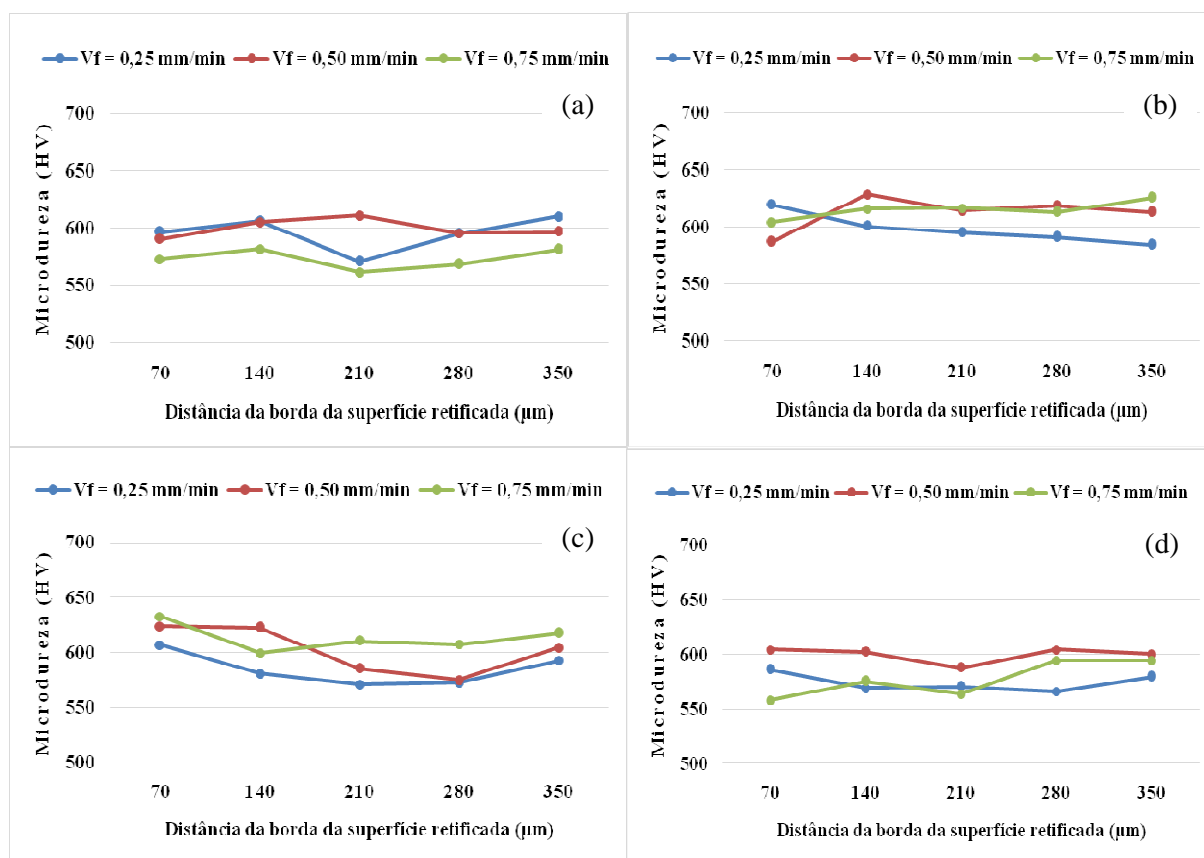 Vf = 0,25 mm/min Vf = 0,50 mm/min Vf = 0,75 mm/min
(a)
Microdureza (HV)
700
650
600
550
500
70 140 210 280 350
Distância da borda da superfície retificada (µm)
Vf = 0,25 mm/min Vf = 0,50 mm/min Vf = 0,75 mm/min
(b)
Microdureza (HV)
700
650
600
550
500
70 140 210 280 350
Distância da borda da superfície retificada (µm)
Vf = 0,25 mm/min Vf = 0,50 mm/min Vf = 0,75 mm/min
(c)
Microdureza (HV)
700
650
600
550
500
70 140 210 280 350
Distância da borda da superfície retificada (µm)
Vf = 0,25 mm/min Vf = 0,50 mm/min Vf = 0,75 mm/min
(d)
Microdureza (HV)
700
650
600
550
500
70 140 210 280 350
Distância da borda da superfície retificada (µm)